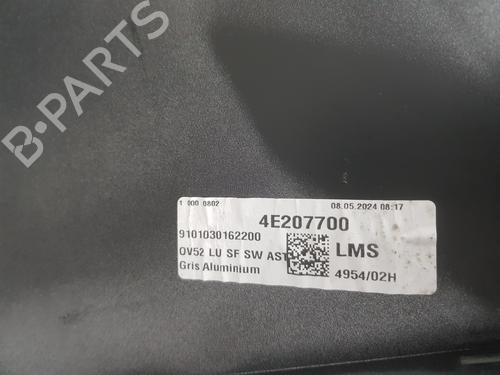 B-PARTS
1 000 0802 08.05.2024 08:17
4E207700
9101030162200
OV52 LU SF SW AST LMS
Gris Aluminium 4954/02H